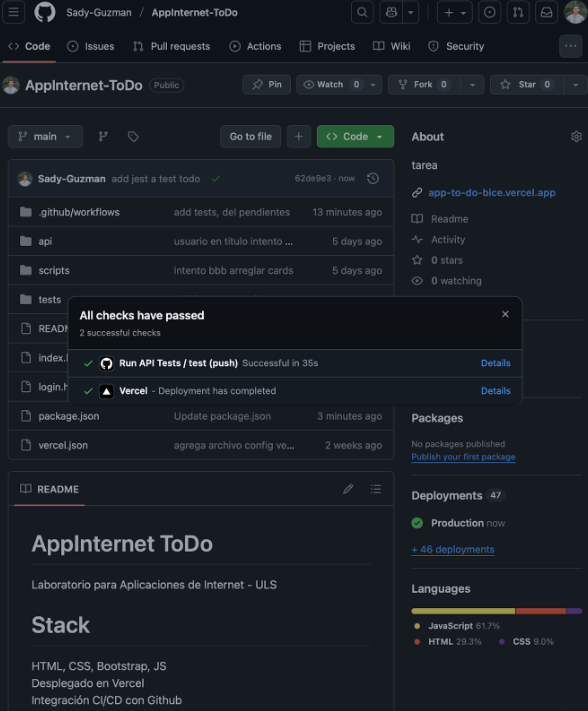 Sady-Guzman / AppInternet-ToDo
<> Code Issues Pull requests Actions Projects Wiki Security
AppInternet-ToDo Public Pin Watch 0 Fork 0 Star 0
main Go to file + <> Code
Sady-Guzman add jest a test todo 62de9e3 · now
.github/workflows add tests, del pendientes 13 minutes ago
api usuario en titulo intento ... 5 days ago
scripts intento bbb arreglar cards 5 days ago
tests
All checks have passed
2 successful checks
Run API Tests / test (push) Successful in 35s Details
Vercel - Deployment has completed Details
package.json Update package.json 3 minutes ago
vercel.json agrega archivo config ve... 2 weeks ago
README
AppInternet ToDo
Laboratorio para Aplicaciones de Internet - ULS
Stack
HTML, CSS, Bootstrap, JS
Desplegado en Vercel
Integración CI/CD con Github
About
tarea
app-to-do-bice.vercel.app
Readme
Activity
0 stars
0 watching
Packages
No packages published
Publish your first package
Deployments 47
Production now
+ 46 deployments
Languages
JavaScript 61.7%
HTML 29.3% CSS 9.0%